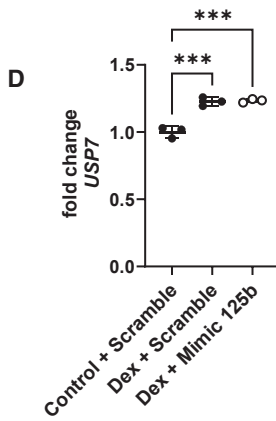 D
***
***
fold change
USP7
1.5
1.0
0.5
0.0
Control + Scramble
Dex + Scramble
Dex + Mimic 125b